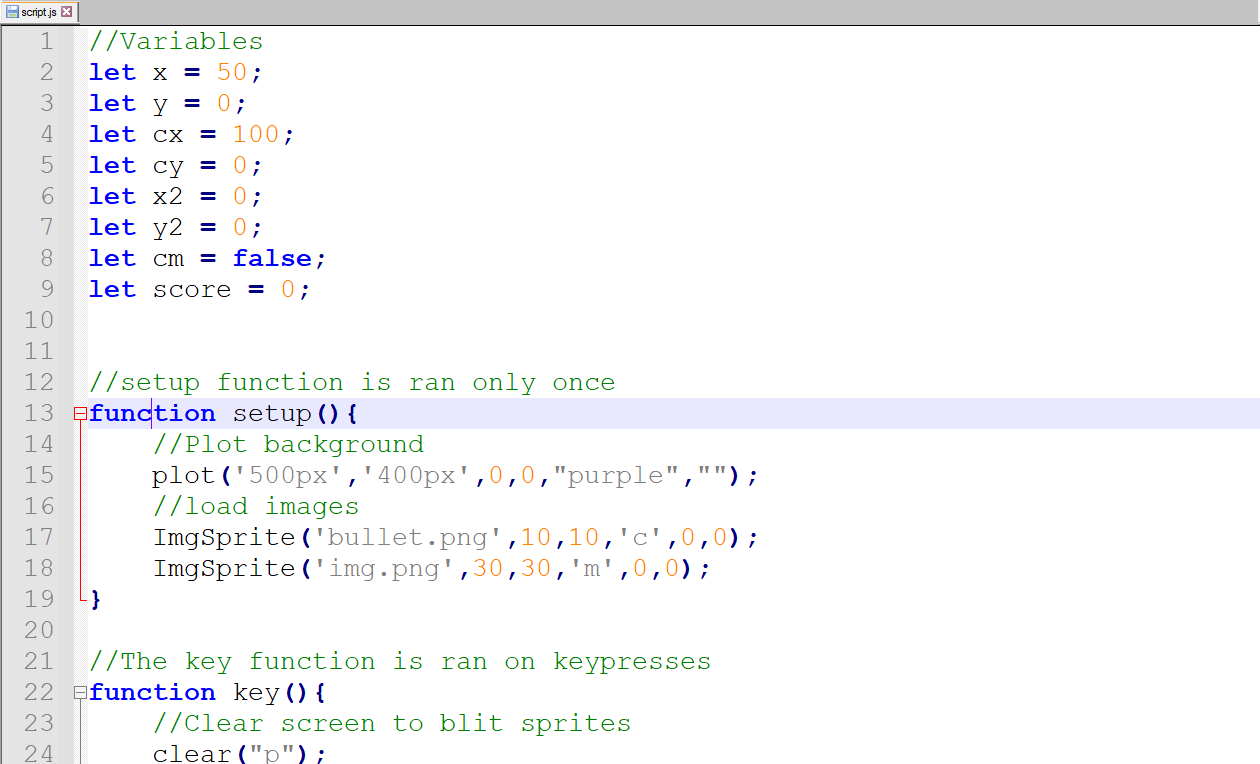 script.js
1 //Variables
2 let x = 50;
3 let y = 0;
4 let cx = 100;
5 let cy = 0;
6 let x2 = 0;
7 let y2 = 0;
8 let cm = false;
9 let score = 0;
10
11
12 //setup function is ran only once
13 function setup(){
14     //Plot background
15     plot('500px','400px',0,0,"purple","");
16     //load images
17     ImgSprite('bullet.png',10,10,'c',0,0);
18     ImgSprite('img.png',30,30,'m',0,0);
19 }
20
21 //The key function is ran on keypresses
22 function key(){
23     //Clear screen to blit sprites
24     clear("p");